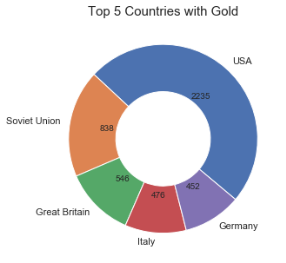 Top 5 Countries with Gold
USA
2235
Soviet Union
838
546
476
452
Great Britain
Italy
Germany